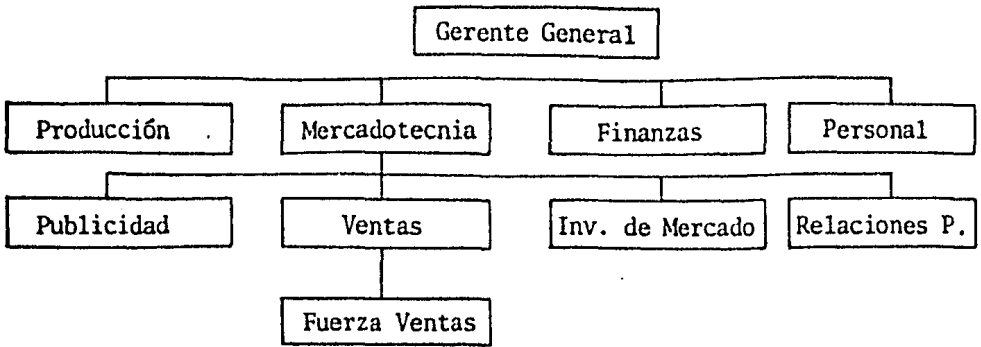 Gerente General
Producción
Mercadotecnia
Finanzas
Personal
Publicidad
Ventas
Inv. de Mercado
Relaciones P.
Fuerza Ventas